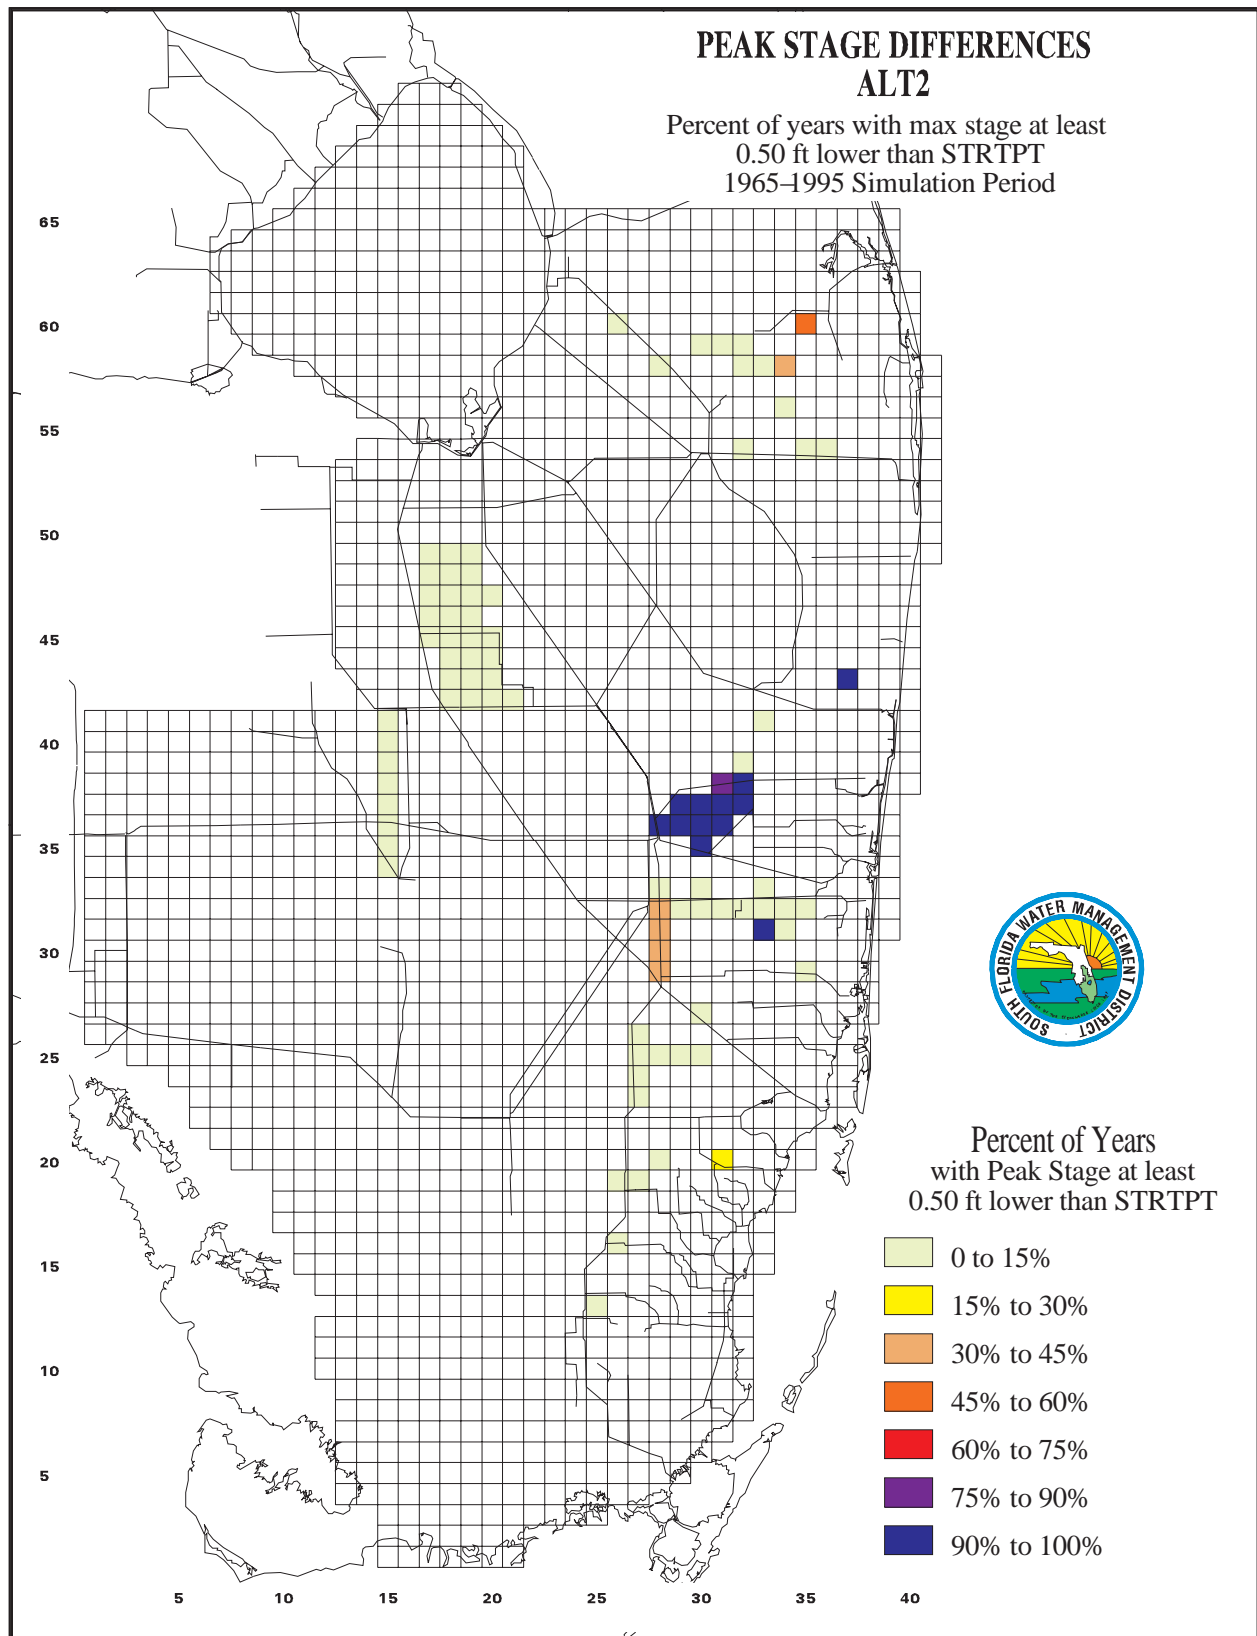 PEAK STAGE DIFFERENCES
ALT2
Percent of years with max stage at least
0.50 ft lower than STRTPT
1965–1995 Simulation Period
65
60
55
50
45
40
35
30
25
20
15
10
5
SOUTH FLORIDA WATER MANAGEMENT DISTRICT
Percent of Years
with Peak Stage at least
0.50 ft lower than STRTPT
0 to 15%
15% to 30%
30% to 45%
45% to 60%
60% to 75%
75% to 90%
90% to 100%
5 10 15 20 25 30 35 40